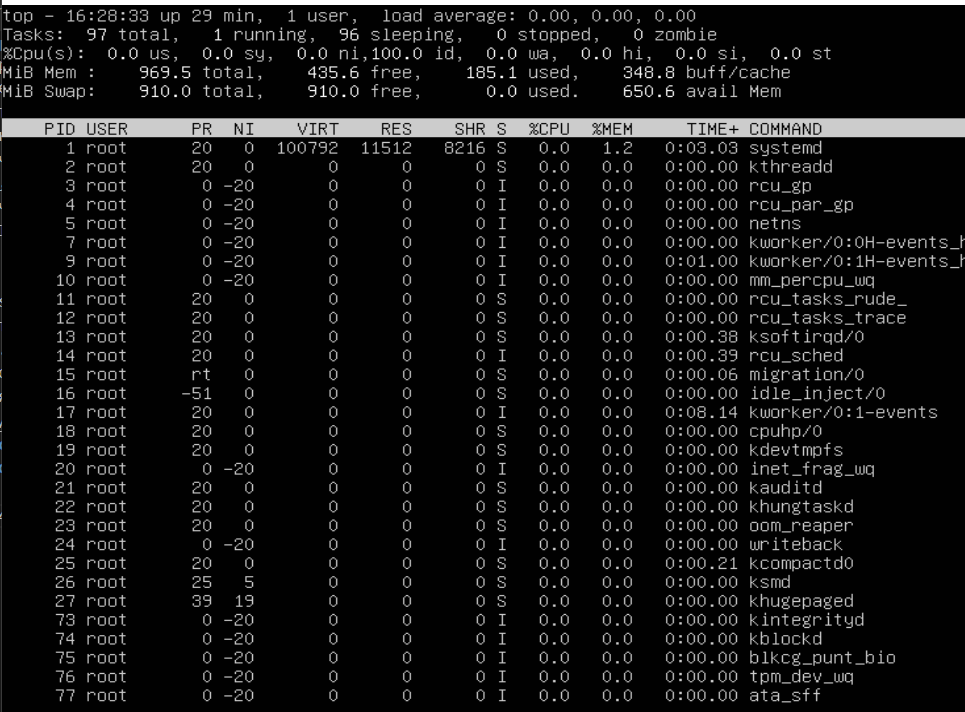 top - 16:28:33 up 29 min,  1 user,  load average: 0.00, 0.00, 0.00
Tasks:  97 total,   1 running,  96 sleeping,   0 stopped,   0 zombie
%Cpu(s):  0.0 us,  0.0 sy,  0.0 ni,100.0 id,  0.0 wa,  0.0 hi,  0.0 si,  0.0 st
MiB Mem :    969.5 total,    435.6 free,    185.1 used,    348.8 buff/cache
MiB Swap:    910.0 total,    910.0 free,      0.0 used.    650.6 avail Mem
PID USER      PR  NI    VIRT    RES    SHR S  %CPU  %MEM     TIME+ COMMAND
1 root      20   0  100792  11512   8216 S   0.0   1.2   0:03.03 systemd
2 root      20   0       0      0      0 S   0.0   0.0   0:00.00 kthreadd
3 root       0 -20       0      0      0 I   0.0   0.0   0:00.00 rcu_gp
4 root       0 -20       0      0      0 I   0.0   0.0   0:00.00 rcu_par_gp
5 root       0 -20       0      0      0 I   0.0   0.0   0:00.00 netns
7 root       0 -20       0      0      0 I   0.0   0.0   0:00.00 kworker/0:0H-events_h
9 root       0 -20       0      0      0 I   0.0   0.0   0:01.00 kworker/0:1H-events_h
10 root       0 -20       0      0      0 I   0.0   0.0   0:00.00 mm_percpu_wq
11 root      20   0       0      0      0 S   0.0   0.0   0:00.00 rcu_tasks_rude_
12 root      20   0       0      0      0 S   0.0   0.0   0:00.00 rcu_tasks_trace
13 root      20   0       0      0      0 S   0.0   0.0   0:00.38 ksoftirqd/0
14 root      20   0       0      0      0 I   0.0   0.0   0:00.39 rcu_sched
15 root      rt   0       0      0      0 S   0.0   0.0   0:00.06 migration/0
16 root     -51   0       0      0      0 S   0.0   0.0   0:00.00 idle_inject/0
17 root      20   0       0      0      0 I   0.0   0.0   0:08.14 kworker/0:1-events
18 root      20   0       0      0      0 S   0.0   0.0   0:00.00 cpuhp/0
19 root      20   0       0      0      0 S   0.0   0.0   0:00.00 kdevtmpfs
20 root       0 -20       0      0      0 I   0.0   0.0   0:00.00 inet_frag_wq
21 root      20   0       0      0      0 S   0.0   0.0   0:00.00 kauditd
22 root      20   0       0      0      0 S   0.0   0.0   0:00.00 khungtaskd
23 root      20   0       0      0      0 S   0.0   0.0   0:00.00 oom_reaper
24 root       0 -20       0      0      0 I   0.0   0.0   0:00.00 writeback
25 root      20   0       0      0      0 S   0.0   0.0   0:00.21 kcompactd0
26 root      25   5       0      0      0 S   0.0   0.0   0:00.00 ksmd
27 root      39  19       0      0      0 S   0.0   0.0   0:00.00 khugepaged
73 root       0 -20       0      0      0 I   0.0   0.0   0:00.00 kintegrityd
74 root       0 -20       0      0      0 I   0.0   0.0   0:00.00 kblockd
75 root       0 -20       0      0      0 I   0.0   0.0   0:00.00 blkcg_punt_bio
76 root       0 -20       0      0      0 I   0.0   0.0   0:00.00 tpm_dev_wq
77 root       0 -20       0      0      0 I   0.0   0.0   0:00.00 ata_sff